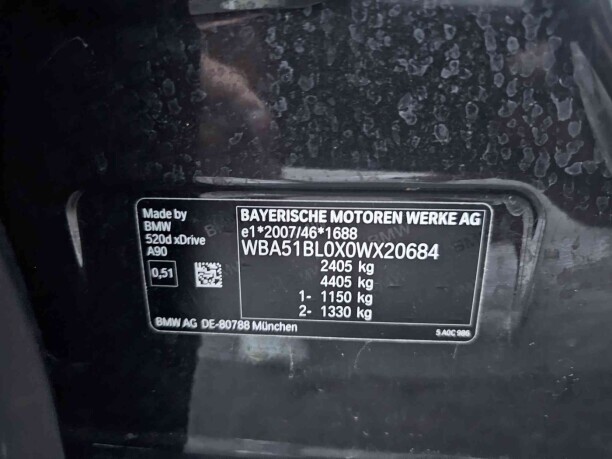 Made by
BMW
520d xDrive
A90
0,51
BAYERISCHE MOTOREN WERKE AG
e1*2007/46*1688
WBA51BL0X0WX20684
2405 kg
4405 kg
1- 1150 kg
2- 1330 kg
BMW AG DE-80788 München
5 A0C 986